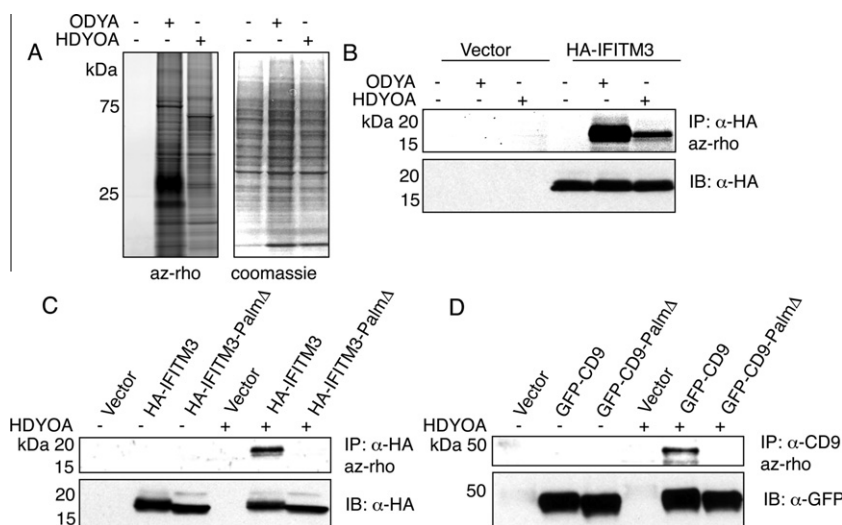 A
ODYA - + -
HDYOA - - +
- + -
- - +
kDa
75
25
az-rho
coomassie
B
Vector
HA-IFITM3
ODYA - + - - + -
HDYOA - - + - - +
kDa 20
15
IP: α-HA
az-rho
20
15
IB: α-HA
C
Vector
HA-IFITM3
HA-IFITM3-PalmΔ
Vector
HA-IFITM3
HA-IFITM3-PalmΔ
HDYOA - - - + + +
kDa 20
15
IP: α-HA
az-rho
20
15
IB: α-HA
D
Vector
GFP-CD9
GFP-CD9-PalmΔ
Vector
GFP-CD9
GFP-CD9-PalmΔ
HDYOA - - - + + +
kDa 50
IP: α-CD9
az-rho
50
IB: α-GFP